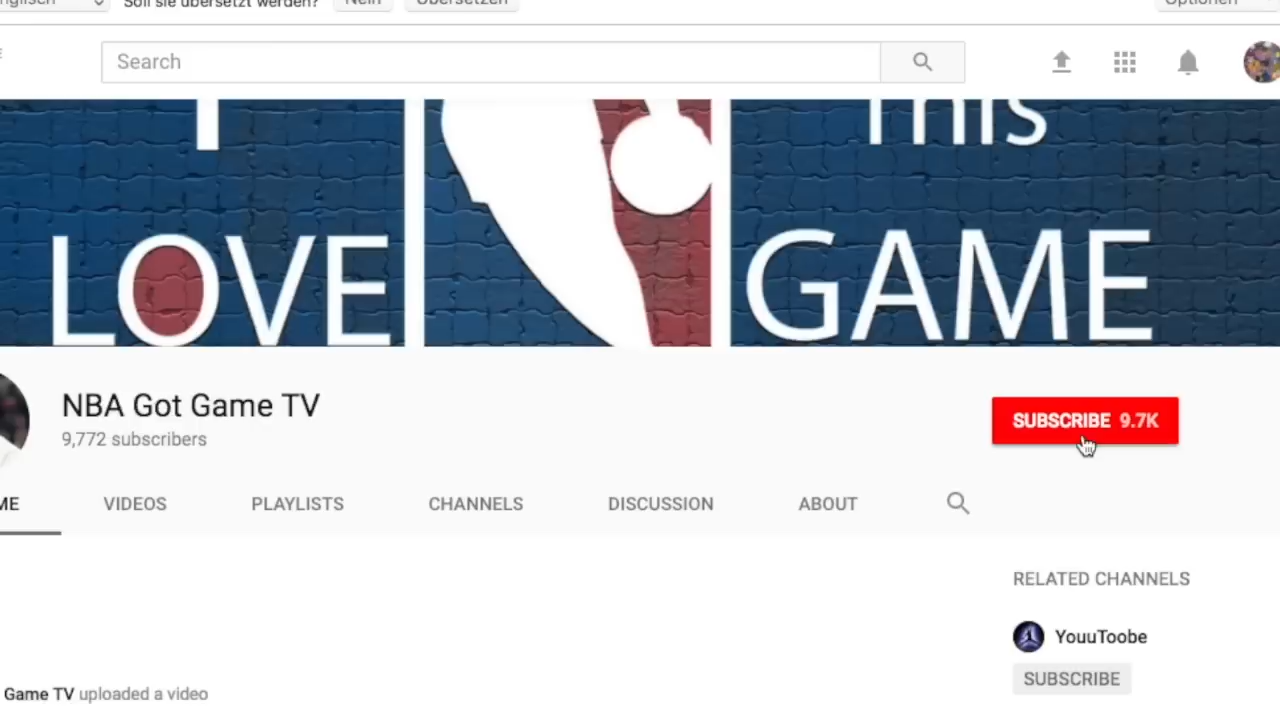 Soll sie übersetzt werden? Nein Übersetzen Optionen
Search
This
LOVE GAME
NBA Got Game TV
9,772 subscribers
SUBSCRIBE 9.7K
VIDEOS PLAYLISTS CHANNELS DISCUSSION ABOUT
RELATED CHANNELS
YouuToobe
SUBSCRIBE
Game TV uploaded a video